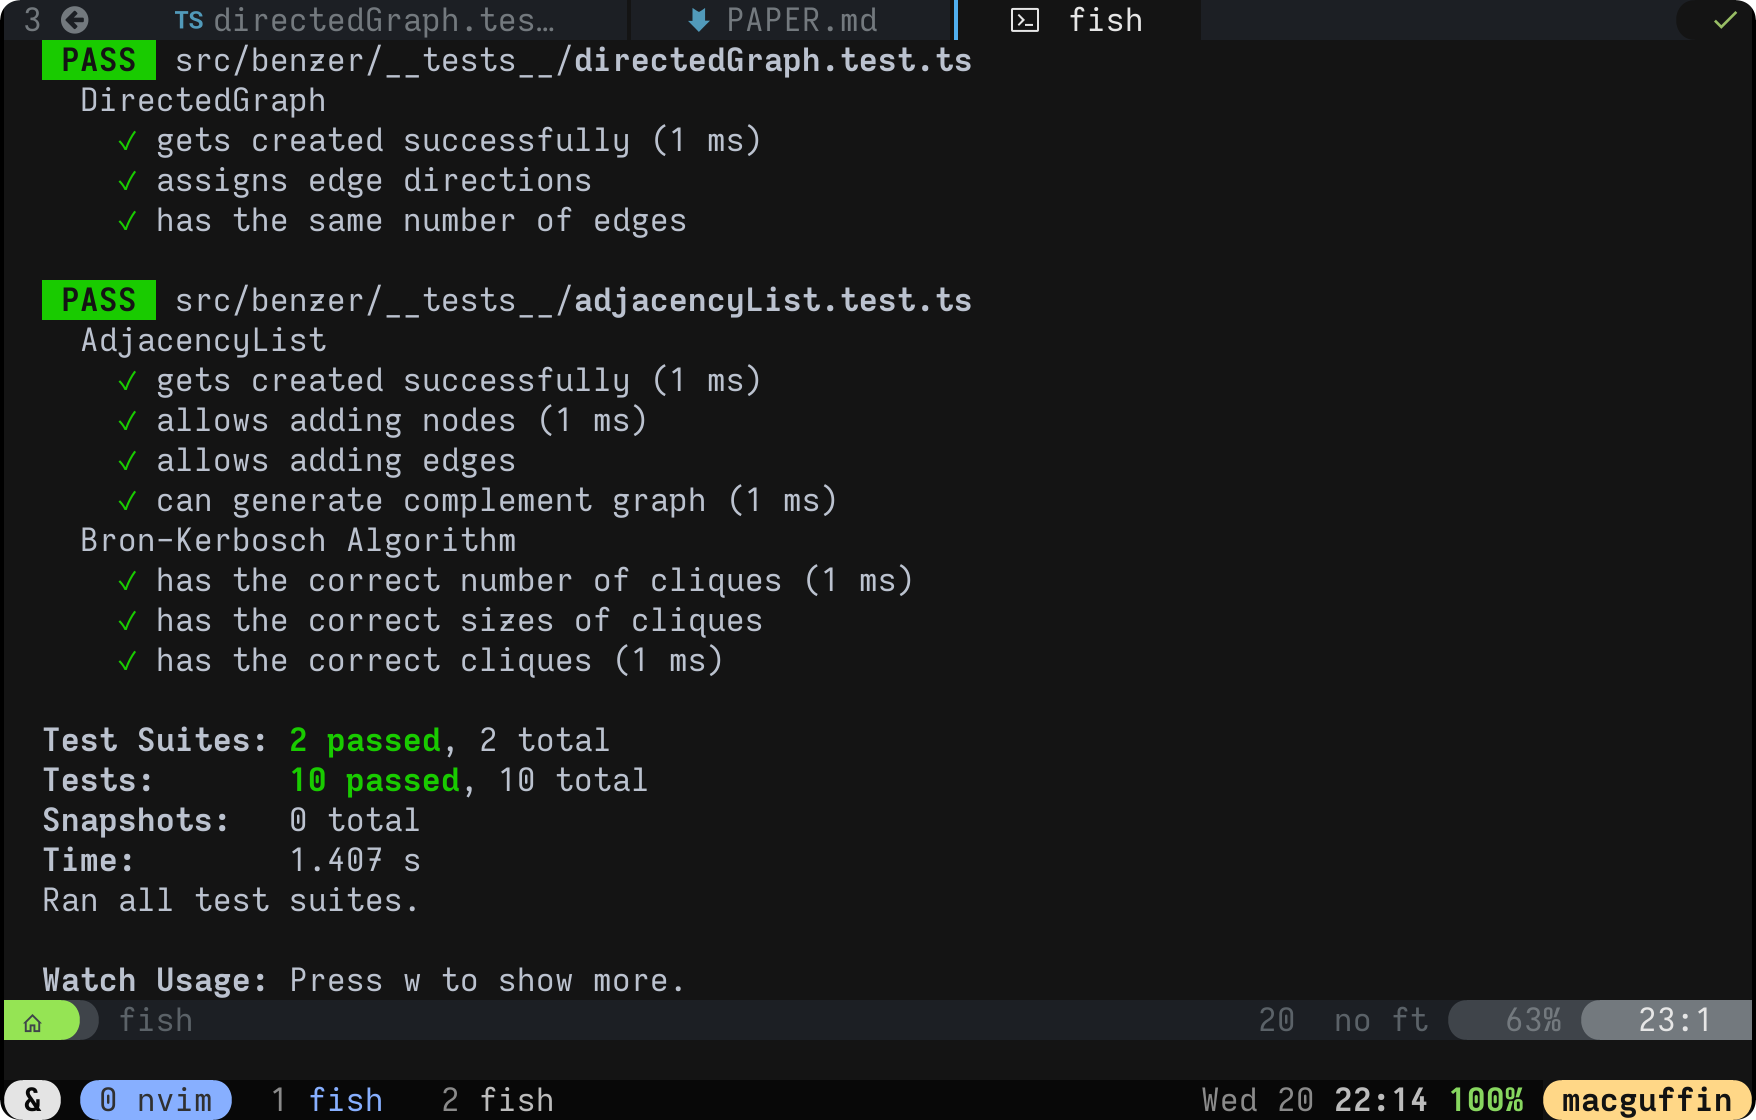 3 TS directedGraph.tes… PAPER.md fish
PASS src/benzer/__tests__/directedGraph.test.ts
DirectedGraph
✓ gets created successfully (1 ms)
✓ assigns edge directions
✓ has the same number of edges
PASS src/benzer/__tests__/adjacencyList.test.ts
AdjacencyList
✓ gets created successfully (1 ms)
✓ allows adding nodes (1 ms)
✓ allows adding edges
✓ can generate complement graph (1 ms)
Bron-Kerbosch Algorithm
✓ has the correct number of cliques (1 ms)
✓ has the correct sizes of cliques
✓ has the correct cliques (1 ms)
Test Suites: 2 passed, 2 total
Tests: 10 passed, 10 total
Snapshots: 0 total
Time: 1.407 s
Ran all test suites.
Watch Usage: Press w to show more.
fish 20 no ft 63% 23:1
& 0 nvim 1 fish 2 fish Wed 20 22:14 100% macguffin